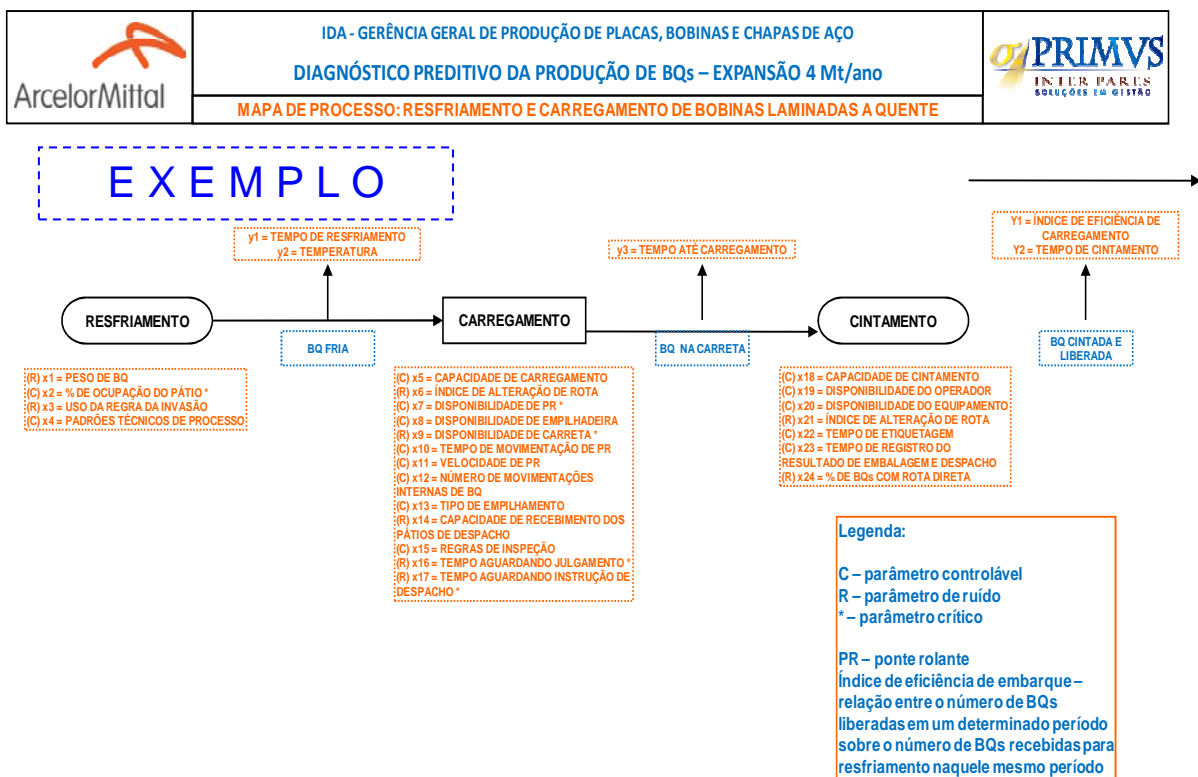 ArcelorMittal
IDA - GERÊNCIA GERAL DE PRODUÇÃO DE PLACAS, BOBINAS E CHAPAS DE AÇO
DIAGNÓSTICO PREDITIVO DA PRODUÇÃO DE BQs – EXPANSÃO 4 Mt/ano
MAPA DE PROCESSO: RESFRIAMENTO E CARREGAMENTO DE BOBINAS LAMINADAS A QUENTE
PRIMVS
INTER PARES
SOLUÇÕES EM GESTÃO
E X E M P L O
y1 = TEMPO DE RESFRIAMENTO
y2 = TEMPERATURA
y3 = TEMPO ATÉ CARREGAMENTO
Y1 = ÍNDICE DE EFICIÊNCIA DE
CARREGAMENTO
Y2 = TEMPO DE CINTAMENTO
RESFRIAMENTO
BQ FRIA
CARREGAMENTO
BQ NA CARRETA
CINTAMENTO
BQ CINTADA E
LIBERADA
(R) x1 = PESO DE BQ
(C) x2 = % DE OCUPAÇÃO DO PÁTIO *
(R) x3 = USO DA REGRA DA INVASÃO
(C) x4 = PADRÕES TÉCNICOS DE PROCESSO
(C) x5 = CAPACIDADE DE CARREGAMENTO
(R) x6 = ÍNDICE DE ALTERAÇÃO DE ROTA
(C) x7 = DISPONIBILIDADE DE PR *
(C) x8 = DISPONIBILIDADE DE EMPILHADEIRA
(R) x9 = DISPONIBILIDADE DE CARRETA *
(C) x10 = TEMPO DE MOVIMENTAÇÃO DE PR
(C) x11 = VELOCIDADE DE PR
(C) x12 = NÚMERO DE MOVIMENTAÇÕES
INTERNAS DE BQ
(C) x13 = TIPO DE EMPILHAMENTO
(R) x14 = CAPACIDADE DE RECEBIMENTO DOS
PÁTIOS DE DESPACHO
(C) x15 = REGRAS DE INSPEÇÃO
(R) x16 = TEMPO AGUARDANDO JULGAMENTO *
(R) x17 = TEMPO AGUARDANDO INSTRUÇÃO DE
DESPACHO *
(C) x18 = CAPACIDADE DE CINTAMENTO
(C) x19 = DISPONIBILIDADE DO OPERADOR
(C) x20 = DISPONIBILIDADE DO EQUIPAMENTO
(R) x21 = ÍNDICE DE ALTERAÇÃO DE ROTA
(C) x22 = TEMPO DE ETIQUETAGEM
(C) x23 = TEMPO DE REGISTRO DO
RESULTADO DE EMBALAGEM E DESPACHO
(R) x24 = % DE BQs COM ROTA DIRETA
Legenda:
C – parâmetro controlável
R – parâmetro de ruído
* – parâmetro crítico
PR – ponte rolante
Índice de eficiência de embarque –
relação entre o número de BQs
liberadas em um determinado período
sobre o número de BQs recebidas para
resfriamento naquele mesmo período